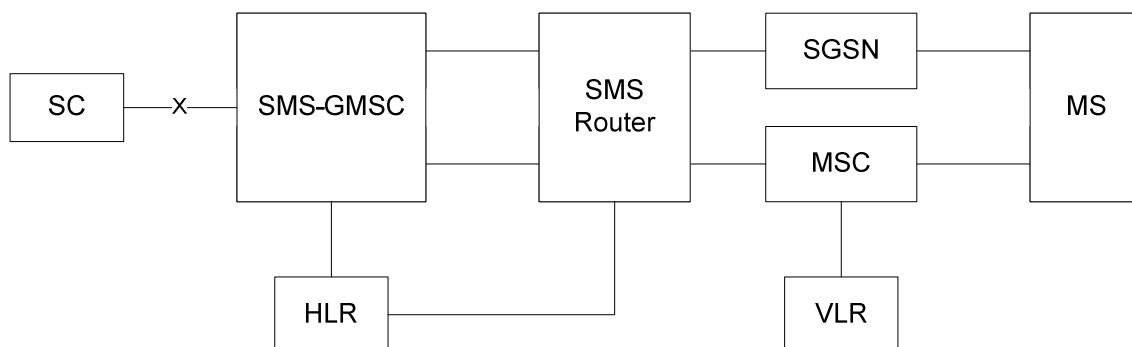 SC
X
SMS-GMSC
SMS
Router
SGSN
MSC
MS
HLR
VLR